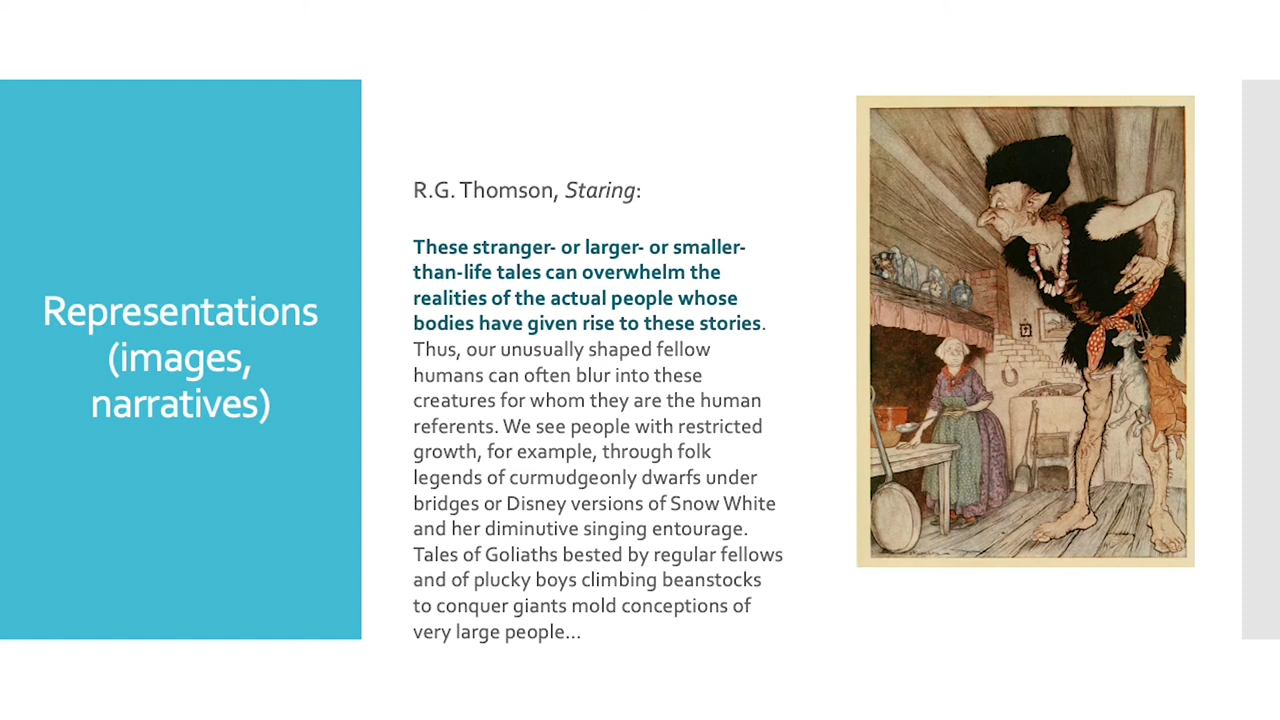 Representations
(images,
narratives)
R.G. Thomson, Staring:
These stranger- or larger- or smaller-
than-life tales can overwhelm the
realities of the actual people whose
bodies have given rise to these stories.
Thus, our unusually shaped fellow
humans can often blur into these
creatures for whom they are the human
referents. We see people with restricted
growth, for example, through folk
legends of curmudgeonly dwarfs under
bridges or Disney versions of Snow White
and her diminutive singing entourage.
Tales of Goliaths bested by regular fellows
and of plucky boys climbing beanstocks
to conquer giants mold conceptions of
very large people...